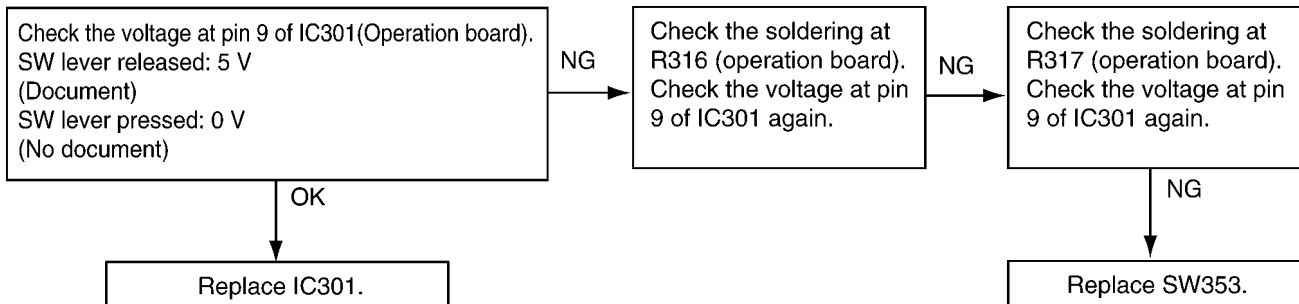 Check the voltage at pin 9 of IC301(Operation board).
SW lever released: 5 V
(Document)
SW lever pressed: 0 V
(No document)
NG
Check the soldering at
R316 (operation board).
Check the voltage at pin
9 of IC301 again.
NG
Check the soldering at
R317 (operation board).
Check the voltage at pin
9 of IC301 again.
OK
NG
Replace IC301.
Replace SW353.